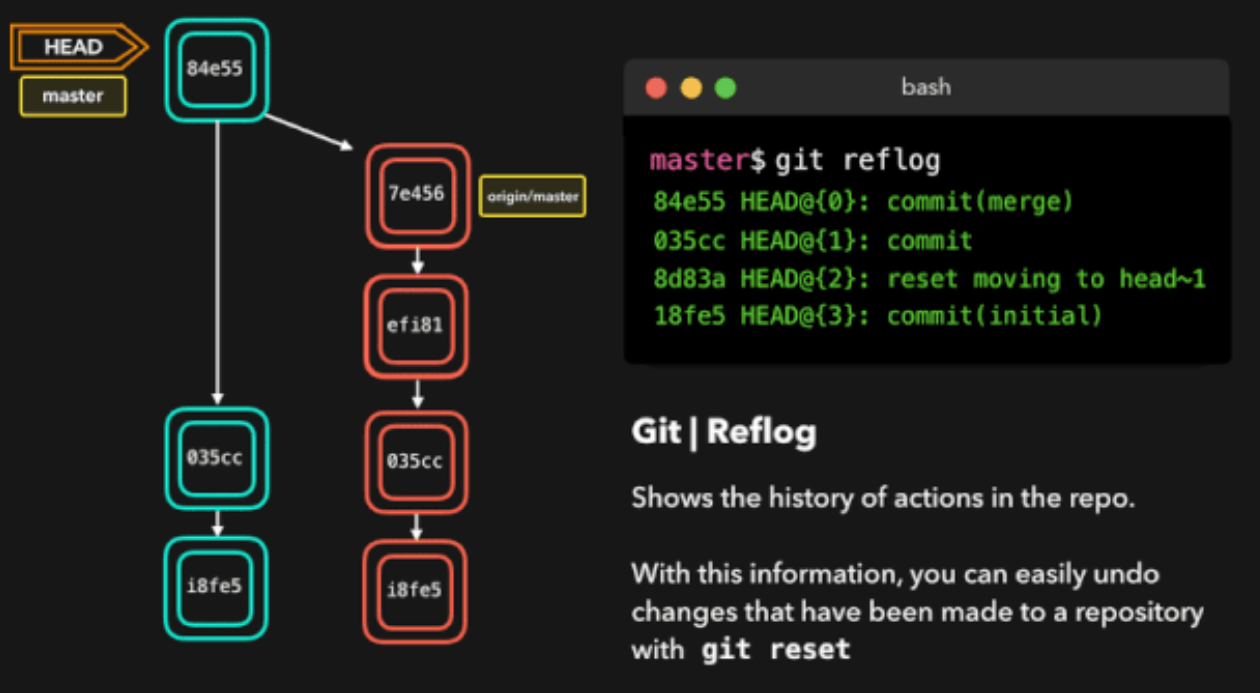 HEAD
master
84e55
7e456
origin/master
efi81
035cc
035cc
i8fe5
i8fe5
bash
master$ git reflog
84e55 HEAD@{0}: commit(merge)
035cc HEAD@{1}: commit
8d83a HEAD@{2}: reset moving to head~1
18fe5 HEAD@{3}: commit(initial)
Git | Reflog
Shows the history of actions in the repo.
With this information, you can easily undo
changes that have been made to a repository
with git reset